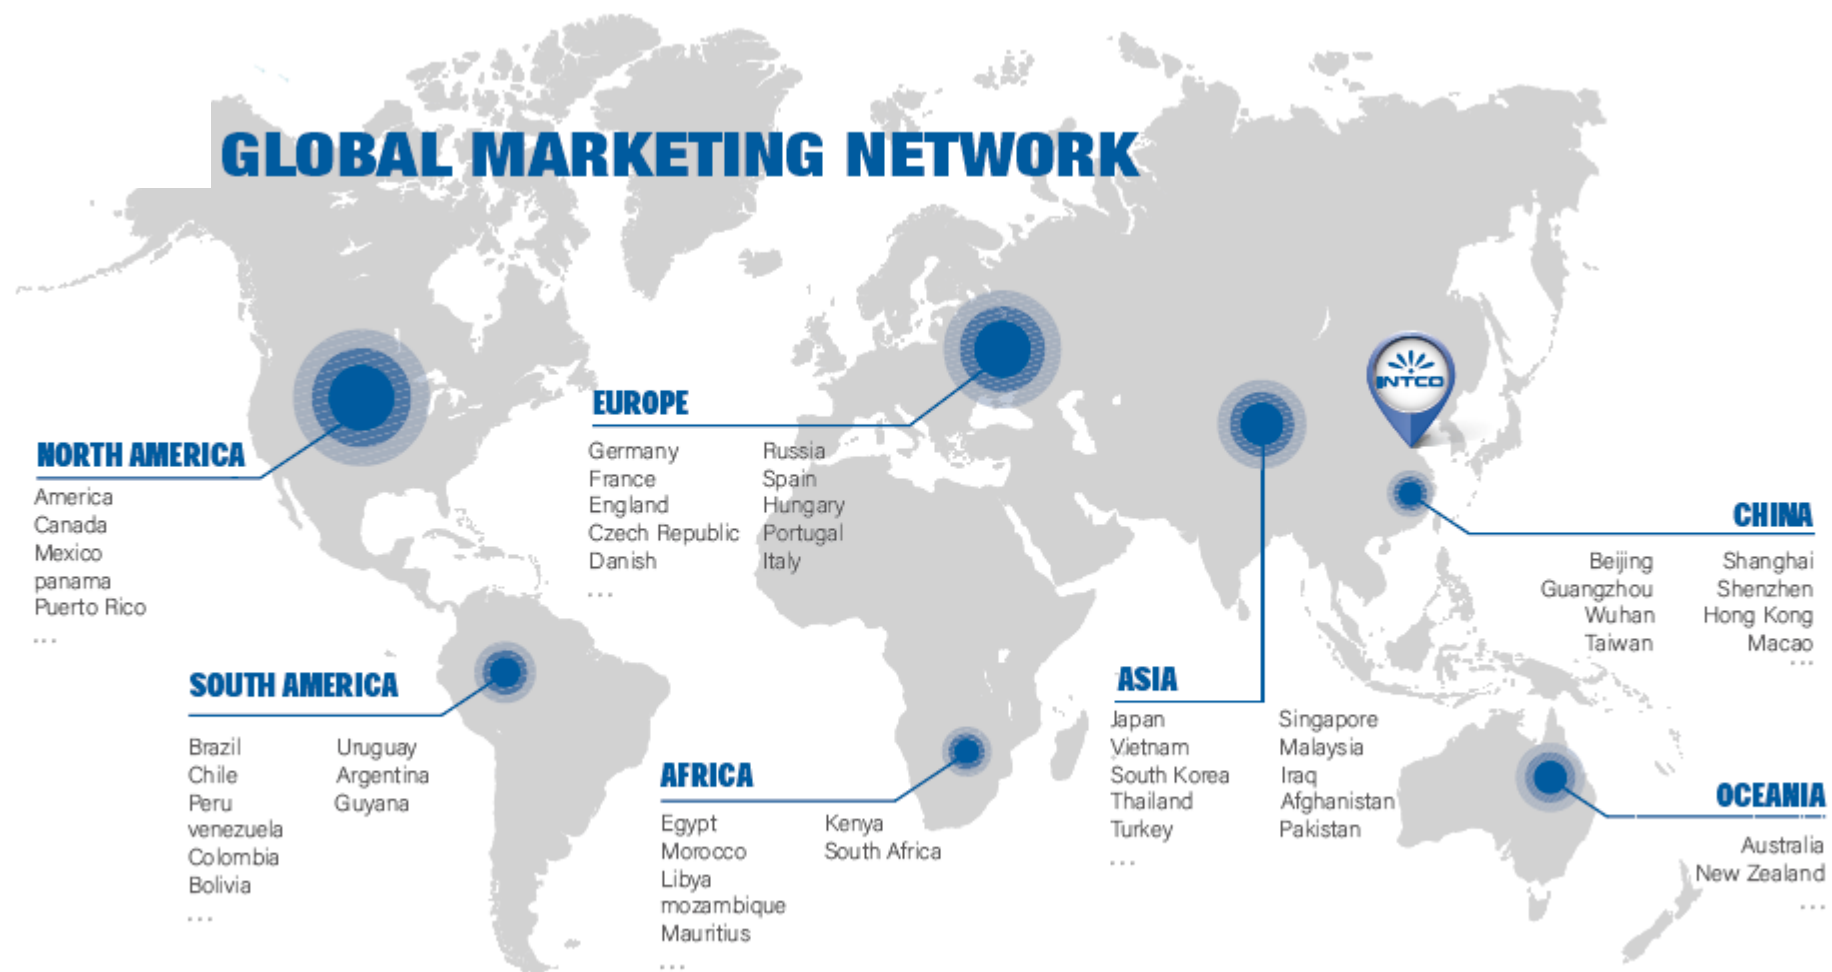 GLOBAL MARKETING NETWORK
INTCO
NORTH AMERICA
America
Canada
Mexico
panama
Puerto Rico
...
EUROPE
Germany
France
England
Czech Republic
Danish
...
Russia
Spain
Hungary
Portugal
Italy
CHINA
Beijing
Guangzhou
Wuhan
Taiwan
Shanghai
Shenzhen
Hong Kong
Macao
...
SOUTH AMERICA
Brazil
Chile
Peru
venezuela
Colombia
Bolivia
...
Uruguay
Argentina
Guyana
AFRICA
Egypt
Morocco
Libya
mozambique
Mauritius
...
Kenya
South Africa
ASIA
Japan
Vietnam
South Korea
Thailand
Turkey
...
Singapore
Malaysia
Iraq
Afghanistan
Pakistan
OCEANIA
Australia
New Zealand
...